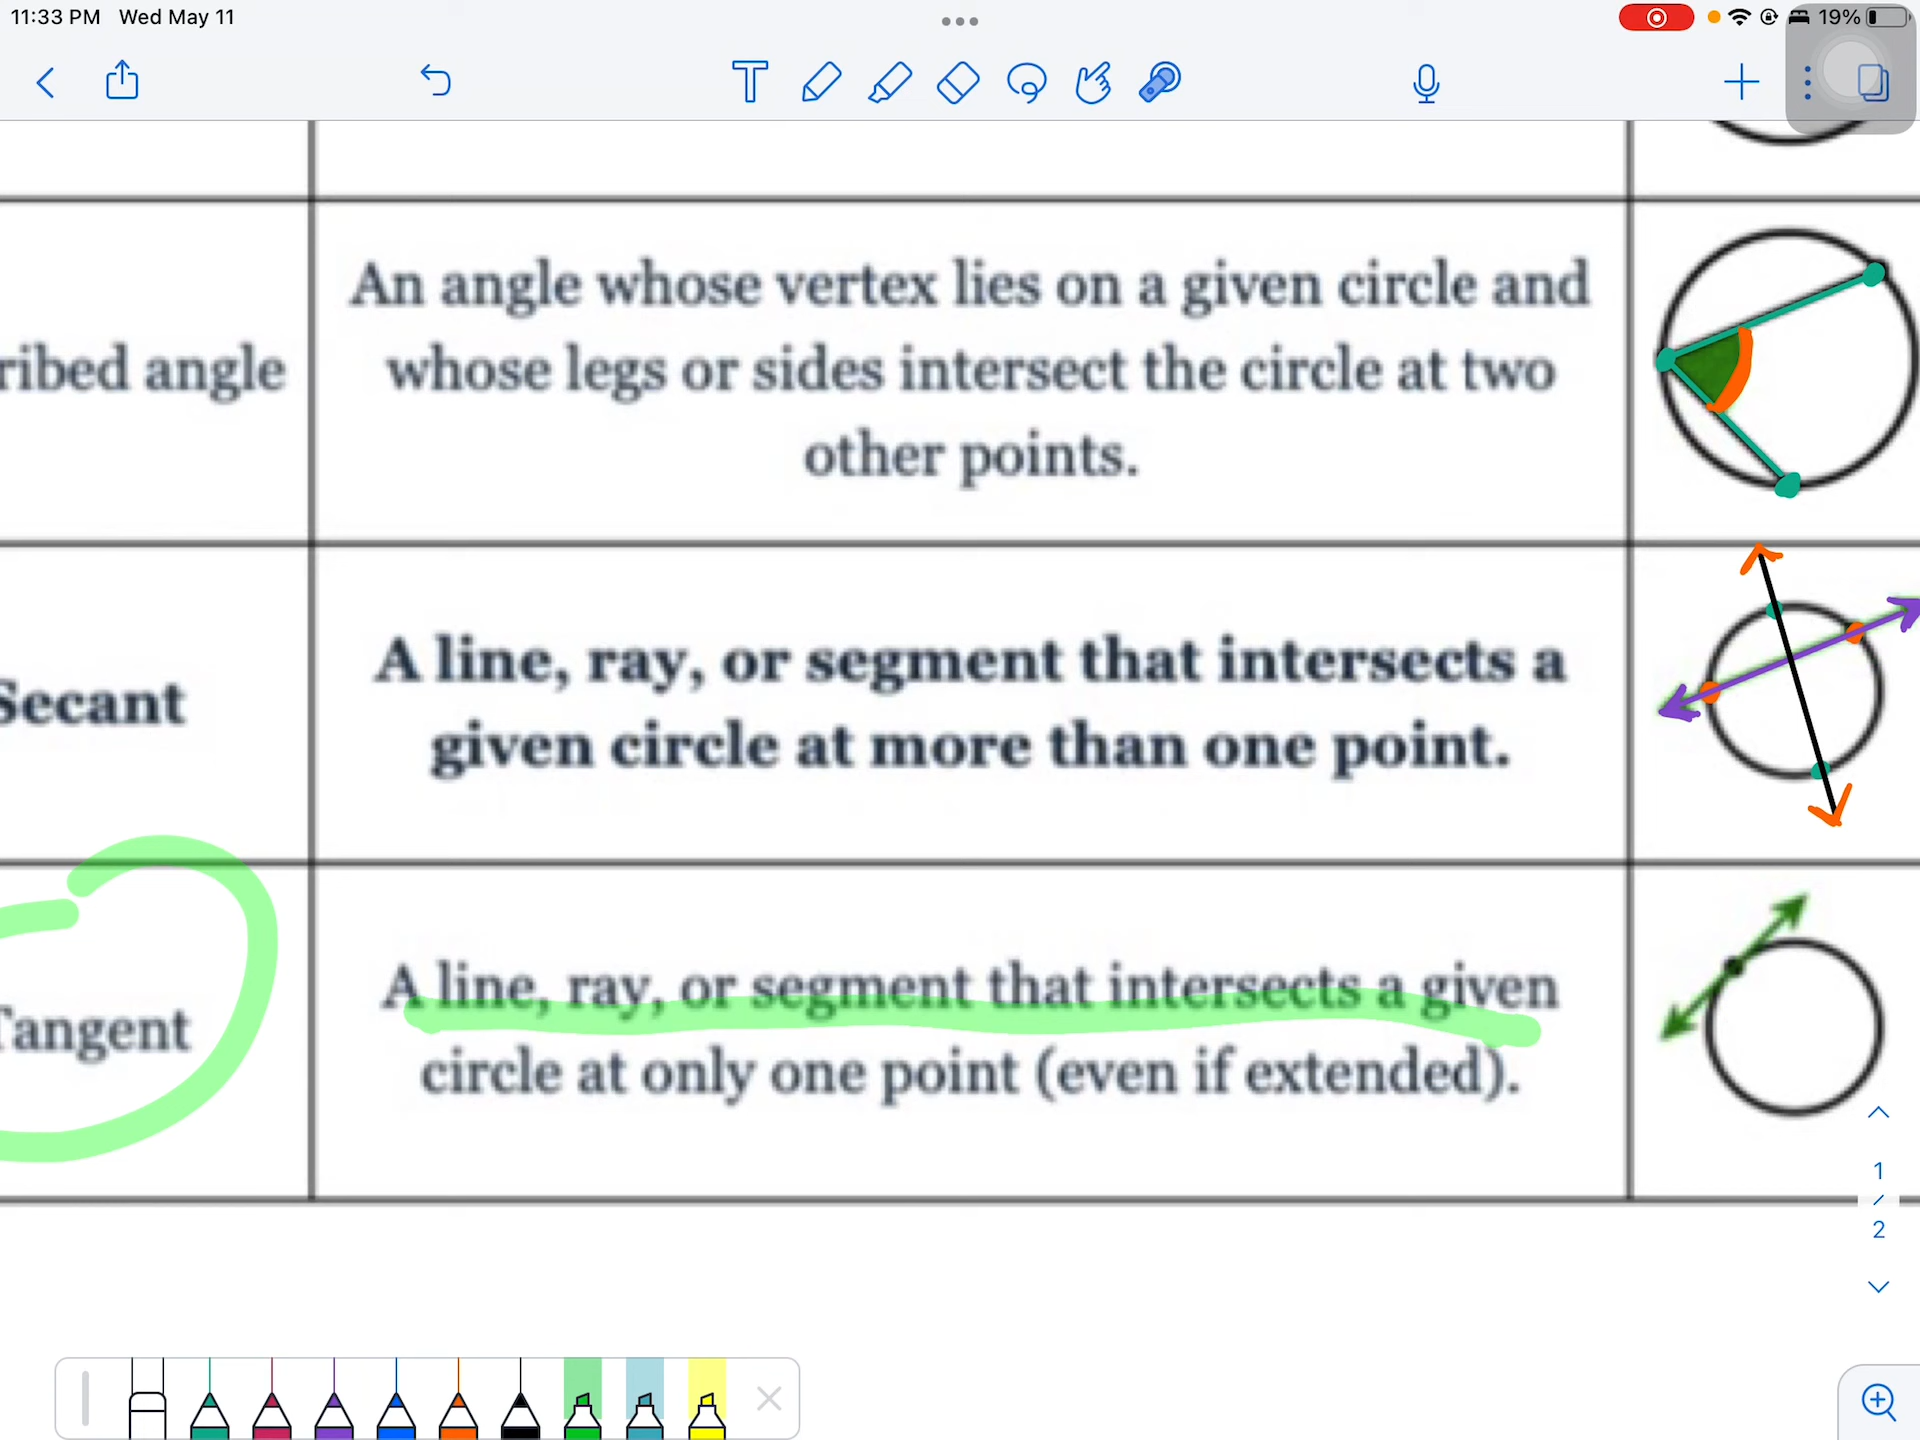 11:33 PM Wed May 11
19%
An angle whose vertex lies on a given circle and
ribed angle
whose legs or sides intersect the circle at two
other points.
A line, ray, or segment that intersects a
Secant
given circle at more than one point.
A line, ray, or segment that intersects a given
Tangent
circle at only one point (even if extended).
1
/
2